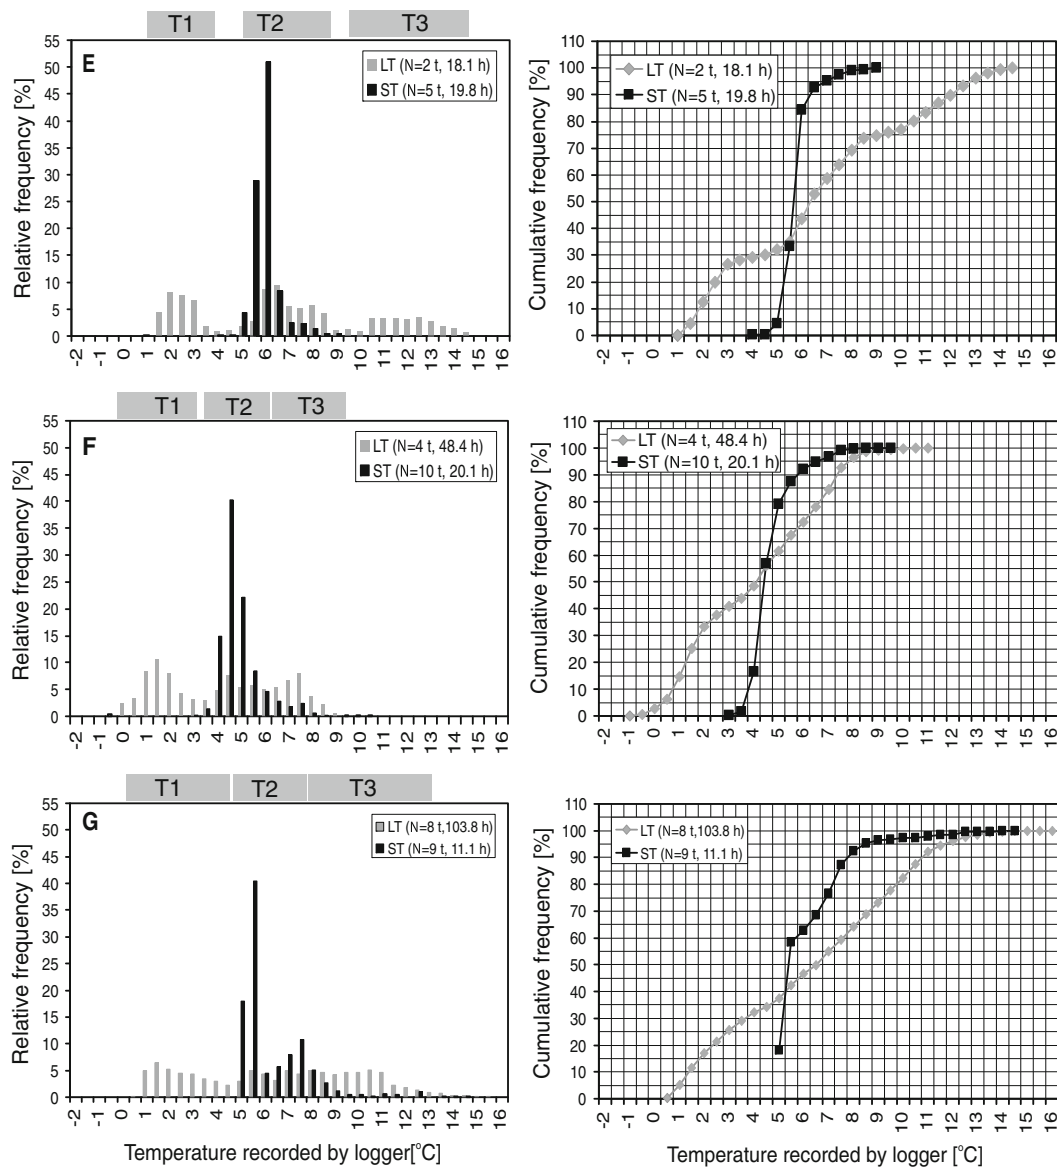 T1 T2 T3
E
LT (N=2 t, 18.1 h)
ST (N=5 t, 19.8 h)
Relative frequency [%]
55
50
45
40
35
30
25
20
15
10
5
0
-2 -1 0 1 2 3 4 5 6 7 8 9 10 11 12 13 14 15 16
LT (N=2 t, 18.1 h)
ST (N=5 t, 19.8 h)
Cumulative frequency [%]
110
100
90
80
70
60
50
40
30
20
10
0
-2 -1 0 1 2 3 4 5 6 7 8 9 10 11 12 13 14 15 16
T1 T2 T3
F
LT (N=4 t, 48.4 h)
ST (N=10 t, 20.1 h)
Relative frequency [%]
55
50
45
40
35
30
25
20
15
10
5
0
-2 -1 0 1 2 3 4 5 6 7 8 9 10 11 12 13 14 15 16
LT (N=4 t, 48.4 h)
ST (N=10 t, 20.1 h)
Cumulative frequency [%]
110
100
90
80
70
60
50
40
30
20
10
0
-2 -1 0 1 2 3 4 5 6 7 8 9 10 11 12 13 14 15 16
T1 T2 T3
G
LT (N=8 t,103.8 h)
ST (N=9 t, 11.1 h)
Relative frequency [%]
55
50
45
40
35
30
25
20
15
10
5
0
-2 -1 0 1 2 3 4 5 6 7 8 9 10 11 12 13 14 15 16
Temperature recorded by logger[°C]
LT (N=8 t,103.8 h)
ST (N=9 t, 11.1 h)
Cumulative frequency [%]
110
100
90
80
70
60
50
40
30
20
10
0
-2 -1 0 1 2 3 4 5 6 7 8 9 10 11 12 13 14 15 16
Temperature recorded by logger [°C]